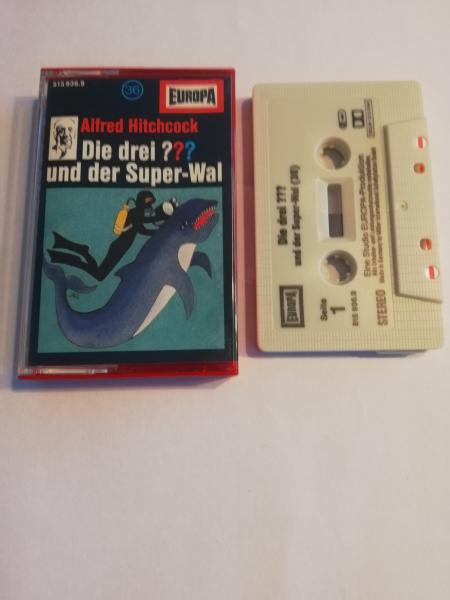 515 936.9
36
EUROPA
Alfred Hitchcock
Die drei ???
und der Super-Wal
Die drei ???
und der Super-Wal (36)
EUROPA
Seite
1
515 936.9
STEREO
Eine Studio EUROPA-Produktion